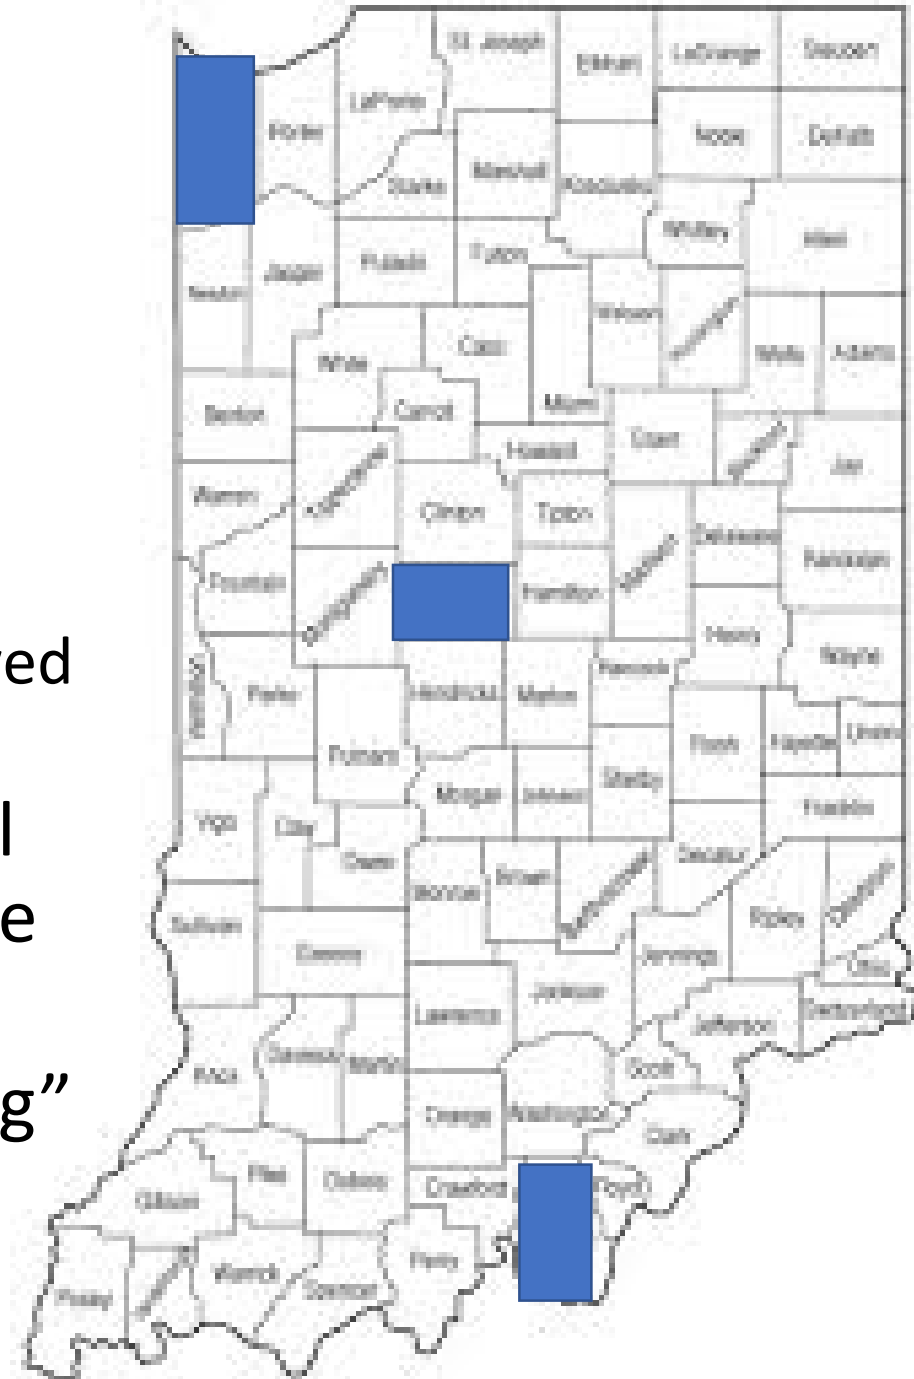 St. Joseph
LaGrange
Steuben
Elkhart
LaPorte
Porter
Noble
DeKalb
Starke
Marshall
Kosciusko
Whitley
Allen
Newton
Jasper
Pulaski
Fulton
White
Cass
Miami
Wells
Adams
Benton
Carroll
Howard
Grant
Jay
Warren
Clinton
Tipton
Delaware
Randolph
Fountain
Hamilton
Henry
ved
Wayne
Parke
Hendricks
Marion
Hancock
Putnam
Rush
Fayette
Union
l
Vigo
Clay
Morgan
Johnson
Shelby
Franklin
Owen
Decatur
e
Sullivan
Monroe
Brown
Ripley
Greene
Jennings
Ohio
Lawrence
Jackson
Jefferson
Switzerland
Knox
Daviess
Martin
Scott
g”
Orange
Washington
Clark
Gibson
Pike
Dubois
Crawford
Floyd
Posey
Warrick
Spencer
Perry